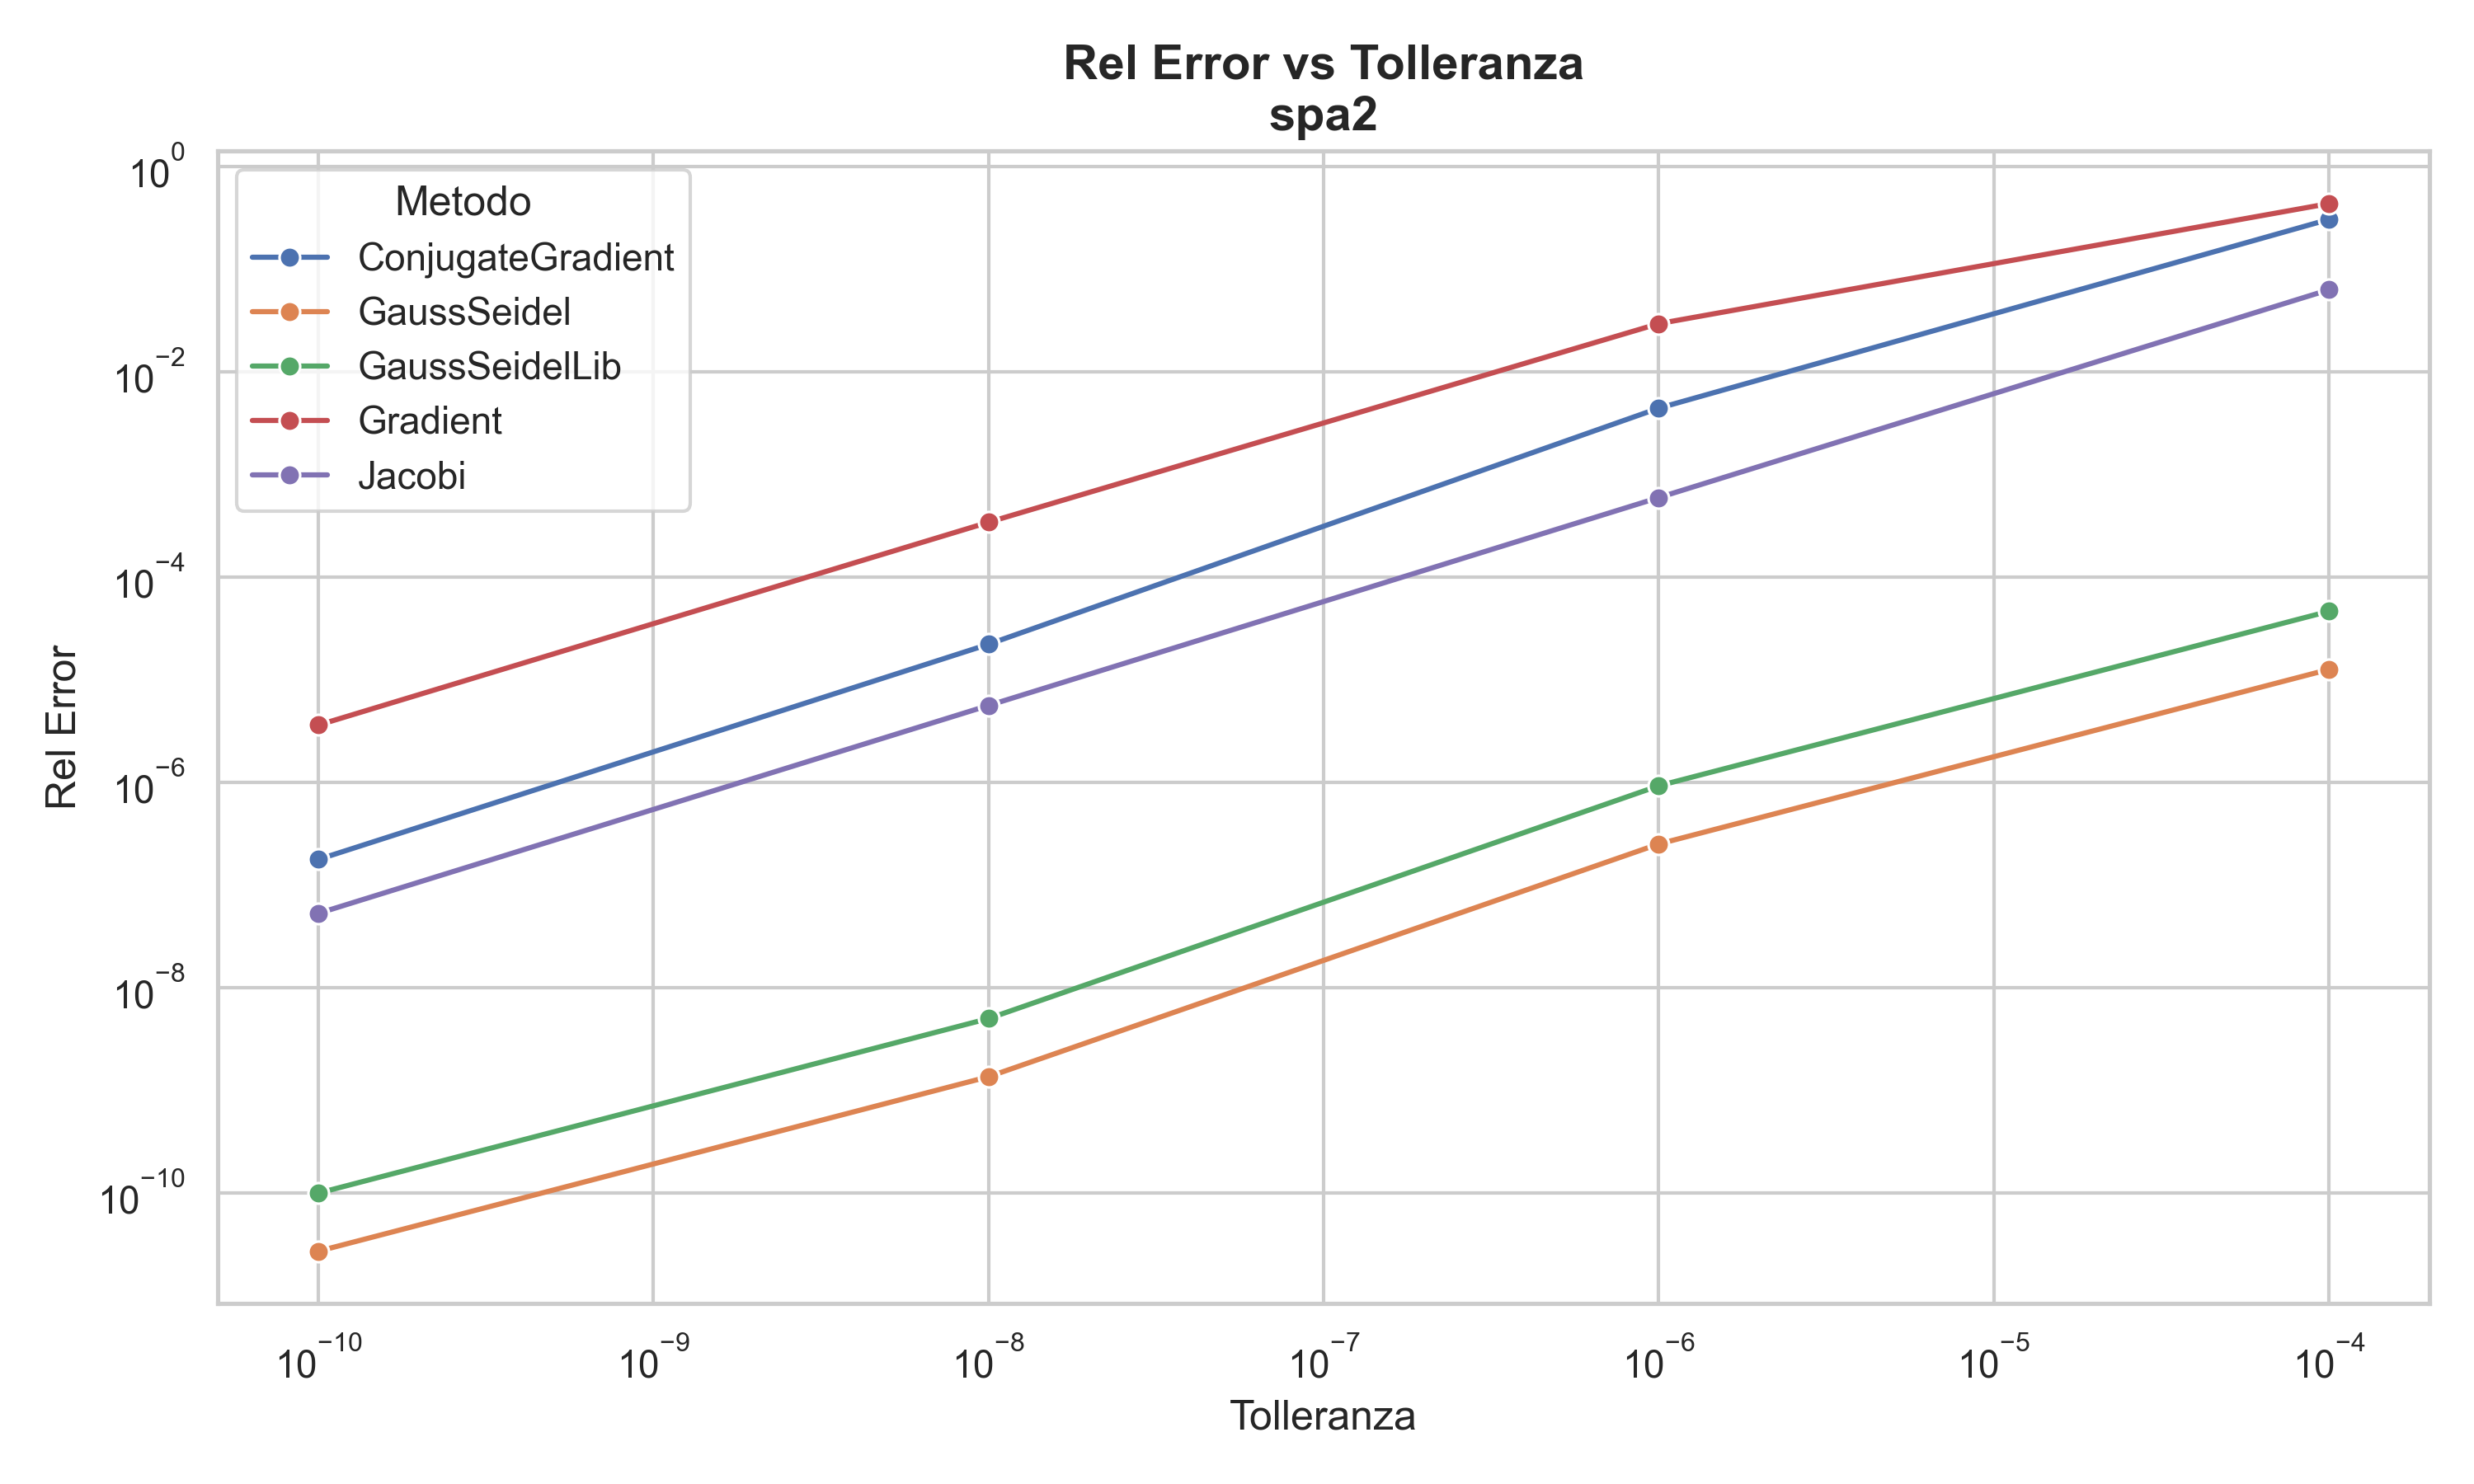 Rel Error vs Tolleranza
spa2
Metodo
ConjugateGradient
GaussSeidel
GaussSeidelLib
Gradient
Jacobi
Rel Error
10⁰
10⁻²
10⁻⁴
10⁻⁶
10⁻⁸
10⁻¹⁰
10⁻¹⁰ 10⁻⁹ 10⁻⁸ 10⁻⁷ 10⁻⁶ 10⁻⁵ 10⁻⁴
Tolleranza